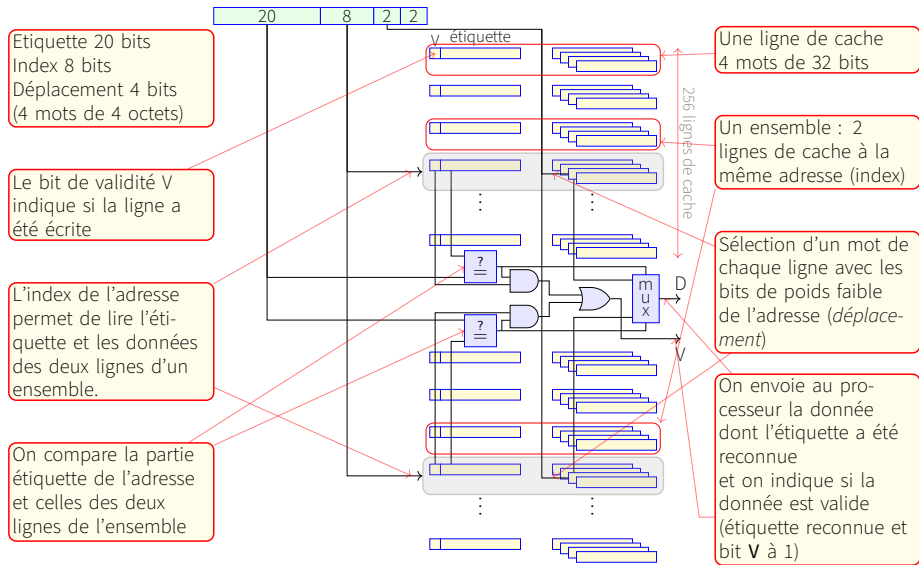 20 8 2 2
V étiquette
Etiquette 20 bits
Index 8 bits
Déplacement 4 bits
(4 mots de 4 octets)
Le bit de validité V
indique si la ligne a
été écrite
L'index de l'adresse
permet de lire l'éti-
quette et les données
des deux lignes d'un
ensemble.
On compare la partie
étiquette de l'adresse
et celles des deux
lignes de l'ensemble
256 lignes de cache
? =
? =
mux
D
V
Une ligne de cache
4 mots de 32 bits
Un ensemble : 2
lignes de cache à la
même adresse (index)
Sélection d'un mot de
chaque ligne avec les
bits de poids faible
de l'adresse (déplace-
ment)
On envoie au pro-
cesseur la donnée
dont l'étiquette a été
reconnue
et on indique si la
donnée est valide
(étiquette reconnue et
bit V à 1)